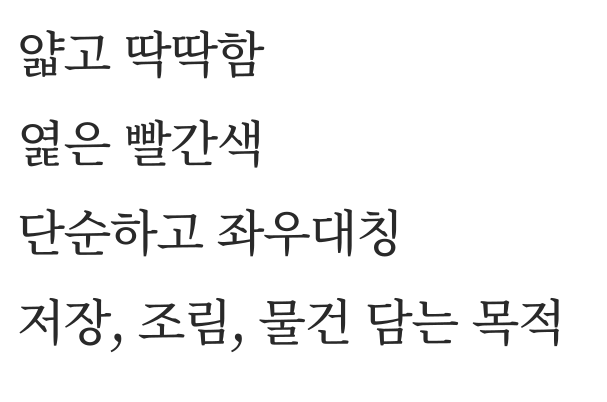 얇고 딱딱함
엹은 빨간색
단순하고 좌우대칭
저장, 조림, 물건 담는 목적